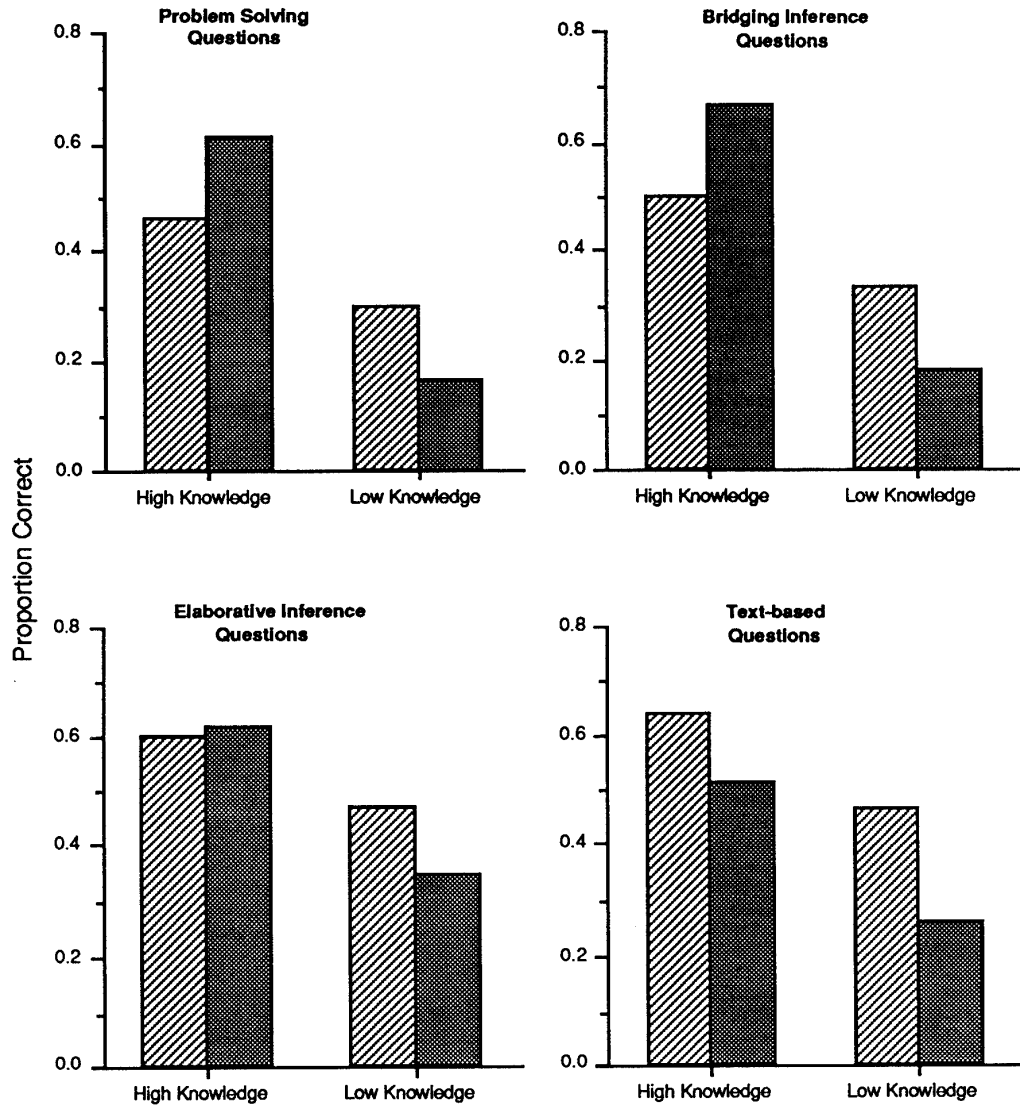 Problem Solving
Questions
0.8
0.6
0.4
0.2
0.0
High Knowledge
Low Knowledge
Bridging Inference
Questions
0.8
0.6
0.4
0.2
0.0
High Knowledge
Low Knowledge
Proportion Correct
Elaborative Inference
Questions
0.8
0.6
0.4
0.2
0.0
High Knowledge
Low Knowledge
Text-based
Questions
0.8
0.6
0.4
0.2
0.0
High Knowledge
Low Knowledge